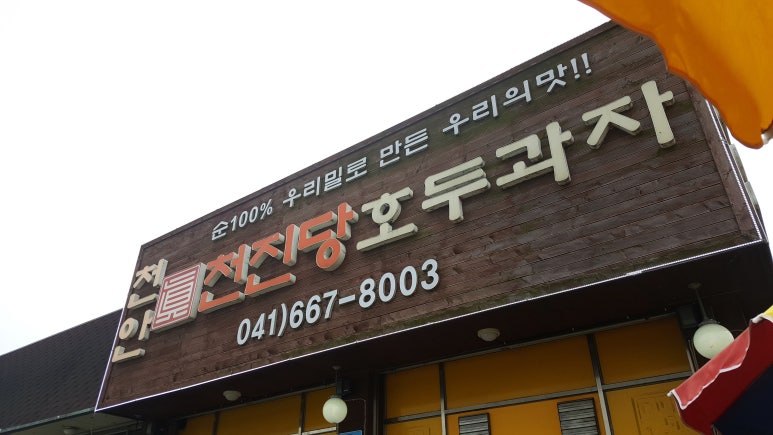 순100% 우리밀로 만든 우리의맛!!
천안 眞 천진당호두과자
041)667-8003